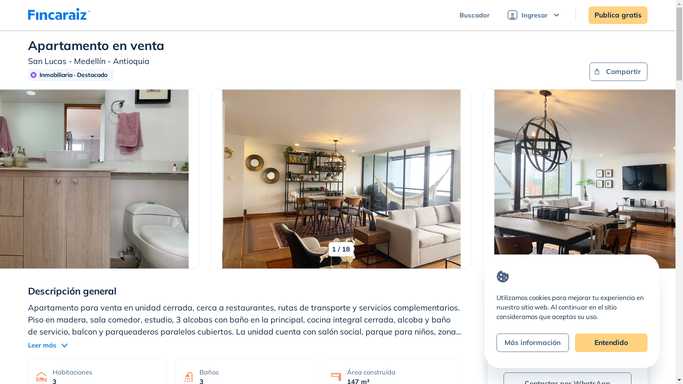 Fincaraiz
Buscador
Ingresar
Publica gratis
Apartamento en venta
San Lucas - Medellín - Antioquia
Inmobiliaria · Destacado
Compartir
1 / 18
Descripción general
Apartamento para venta en unidad cerrada, cerca a restaurantes, rutas de transporte y servicios complementarios.
Piso en madera, sala comedor, estudio, 3 alcobas con baño en la principal, cocina integral cerrada, alcoba y baño
de servicio, balcon y parqueaderos paralelos cubiertos. La unidad cuenta con salón social, parque para niños, zona...
Leer más
Habitaciones
3
Baños
3
Área construida
147 m²
Utilizamos cookies para mejorar tu experiencia en
nuestro sitio web. Al continuar en el sitio
consideramos que aceptas su uso.
Más información
Entendido
Contactar por WhatsApp